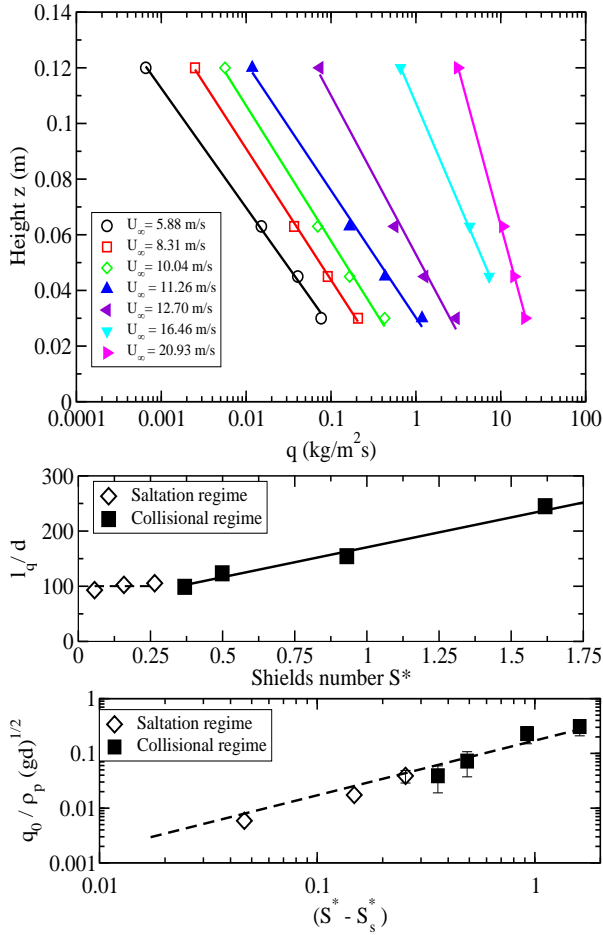 0.12
0.1
0.08
0.06
0.04
0.02
0
Height z (m)
U∞= 5.88 m/s
U∞= 8.31 m/s
U∞= 10.04 m/s
U∞= 11.26 m/s
U∞= 12.70 m/s
U∞= 16.46 m/s
U∞= 20.93 m/s
0.0001 0.001 0.01 0.1 1 10 100
q (kg/m²s)
300
200
100
0
l_q / d
Saltation regime
Collisional regime
0 0.25 0.5 0.75 1 1.25 1.5 1.75
Shields number S*
1
0.1
0.01
0.001
q₀ / ρ_p (gd)^1/2
Saltation regime
Collisional regime
0.01 0.1 1
(S* - S*_s)